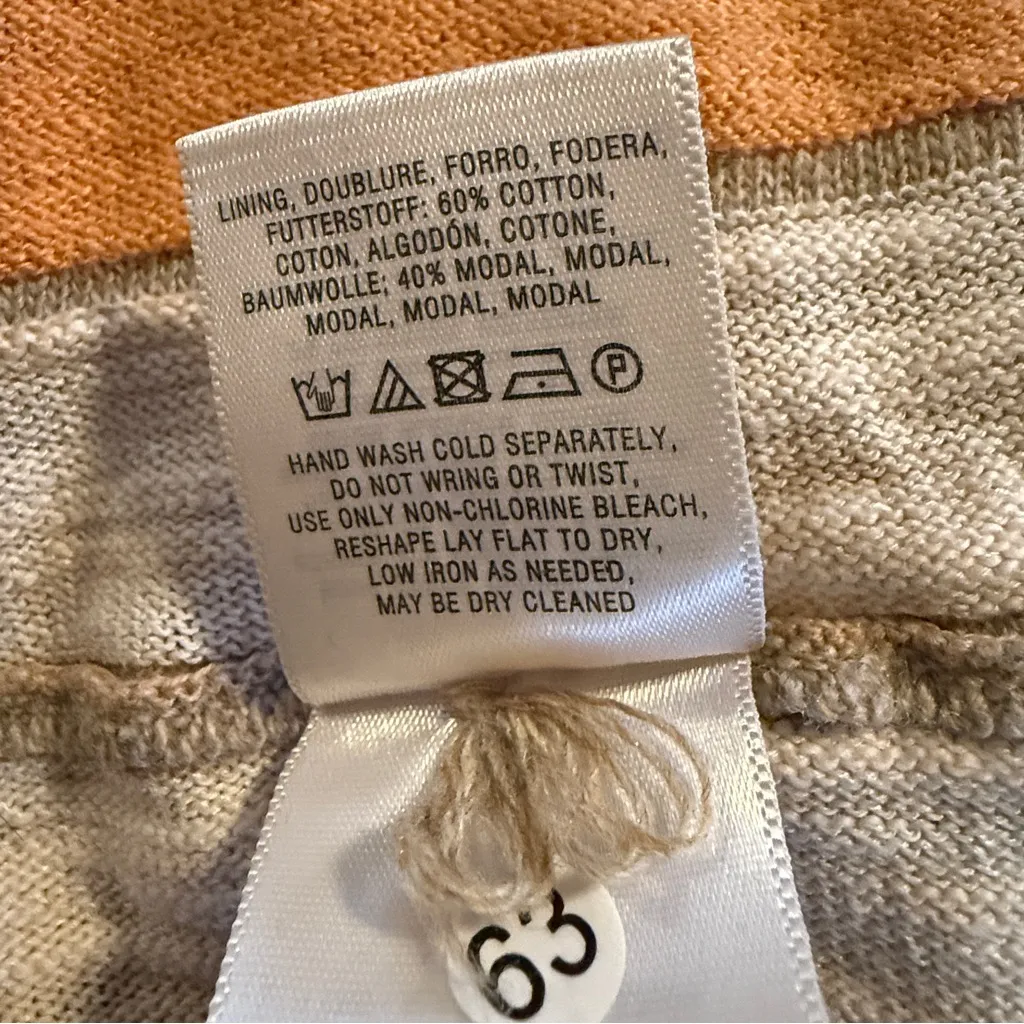 LINING, DOUBLURE, FORRO, FODERA,
FUTTERSTOFF: 60% COTTON,
COTON, ALGODÓN, COTONE,
BAUMWOLLE; 40% MODAL, MODAL,
MODAL, MODAL, MODAL
P
HAND WASH COLD SEPARATELY,
DO NOT WRING OR TWIST,
USE ONLY NON-CHLORINE BLEACH,
RESHAPE LAY FLAT TO DRY,
LOW IRON AS NEEDED,
MAY BE DRY CLEANED
63